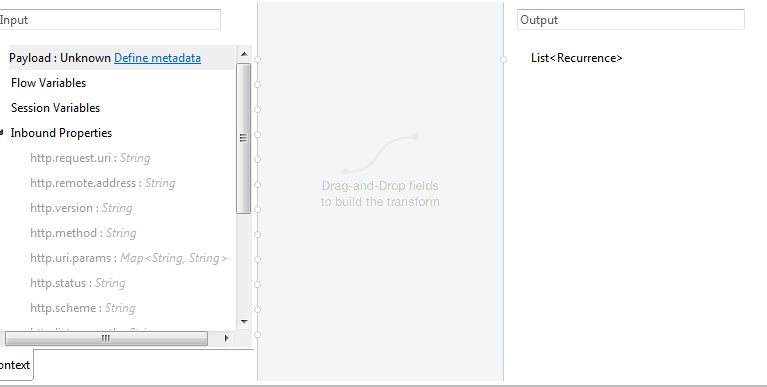 Input
Payload : Unknown Define metadata
Flow Variables
Session Variables
Inbound Properties
http.request.uri : String
http.remote.address : String
http.version : String
http.method : String
http.uri.params : Map<String, String>
http.status : String
http.scheme : String
ontext
Drag-and-Drop fields
to build the transform
Output
List<Recurrence>